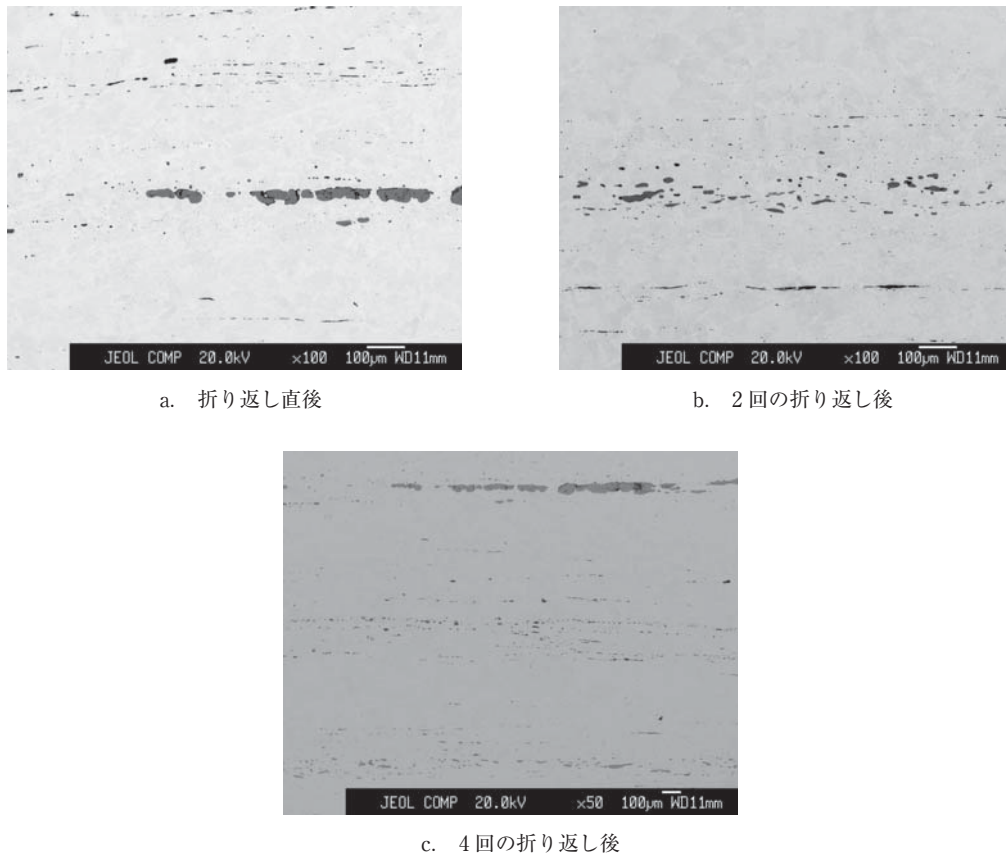 JEOL COMP 20.0kV ×100 100μm WD11mm
a. 折り返し直後
JEOL COMP 20.0kV ×100 100μm WD11mm
b. 2回の折り返し後
JEOL COMP 20.0kV ×50 100μm WD11mm
c. 4回の折り返し後